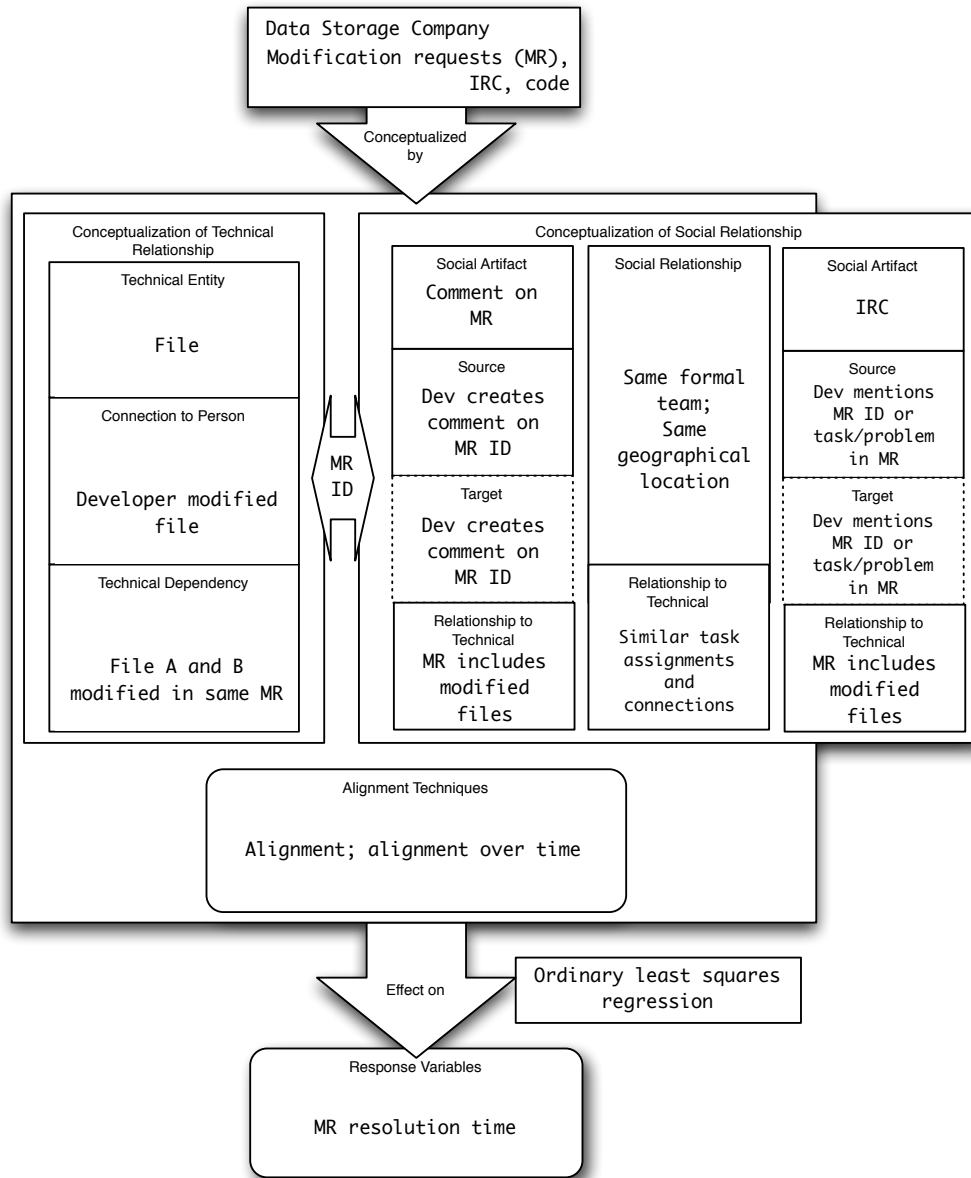 Data Storage Company
Modification requests (MR),
IRC, code
Conceptualized
by
Conceptualization of Technical
Relationship
Technical Entity
File
Connection to Person
Developer modified
file
Technical Dependency
File A and B
modified in same MR
MR
ID
Conceptualization of Social Relationship
Social Artifact
Comment on
MR
Source
Dev creates
comment on
MR ID
Target
Dev creates
comment on
MR ID
Relationship to
Technical
MR includes
modified
files
Social Relationship
Same formal
team;
Same
geographical
location
Relationship to
Technical
Similar task
assignments
and
connections
Social Artifact
IRC
Source
Dev mentions
MR ID or
task/problem
in MR
Target
Dev mentions
MR ID or
task/problem
in MR
Relationship to
Technical
MR includes
modified
files
Alignment Techniques
Alignment; alignment over time
Effect on
Ordinary least squares
regression
Response Variables
MR resolution time